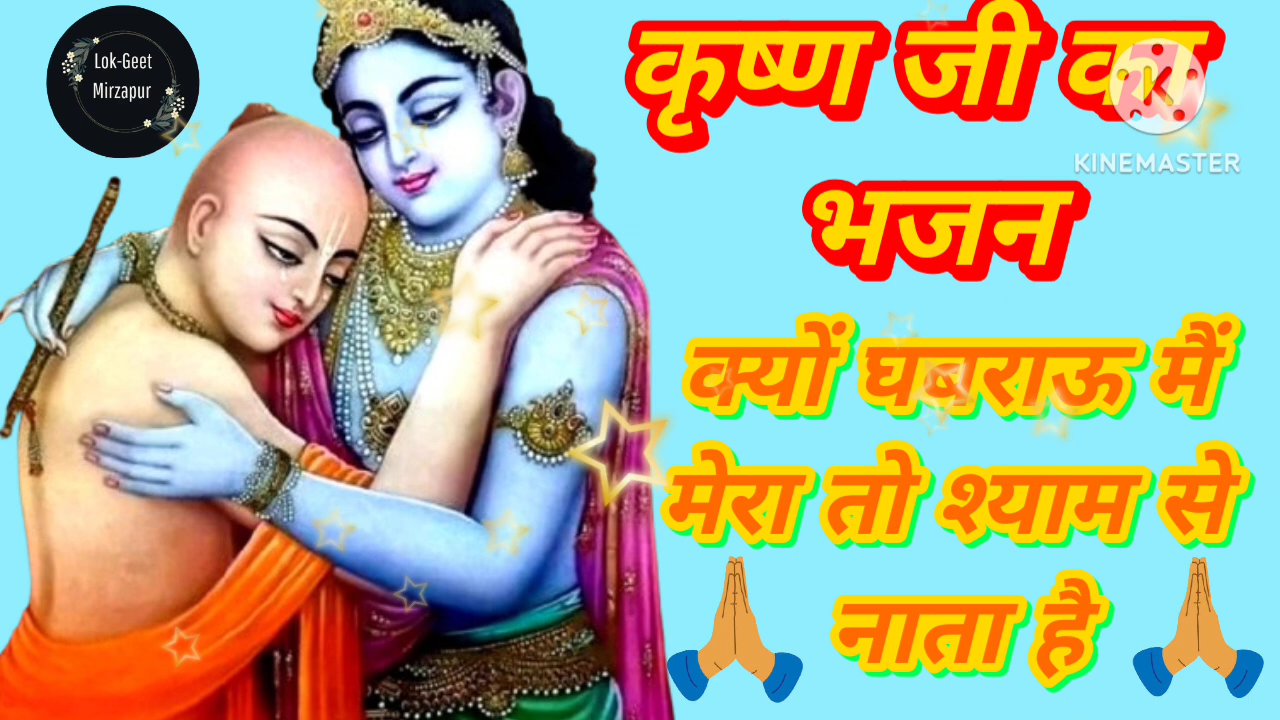 Lok-Geet
Mirzapur
कृष्ण जी का
KINEMASTER
भजन
क्यों घबराऊ मैं
मेरा तो श्याम से
नाता है